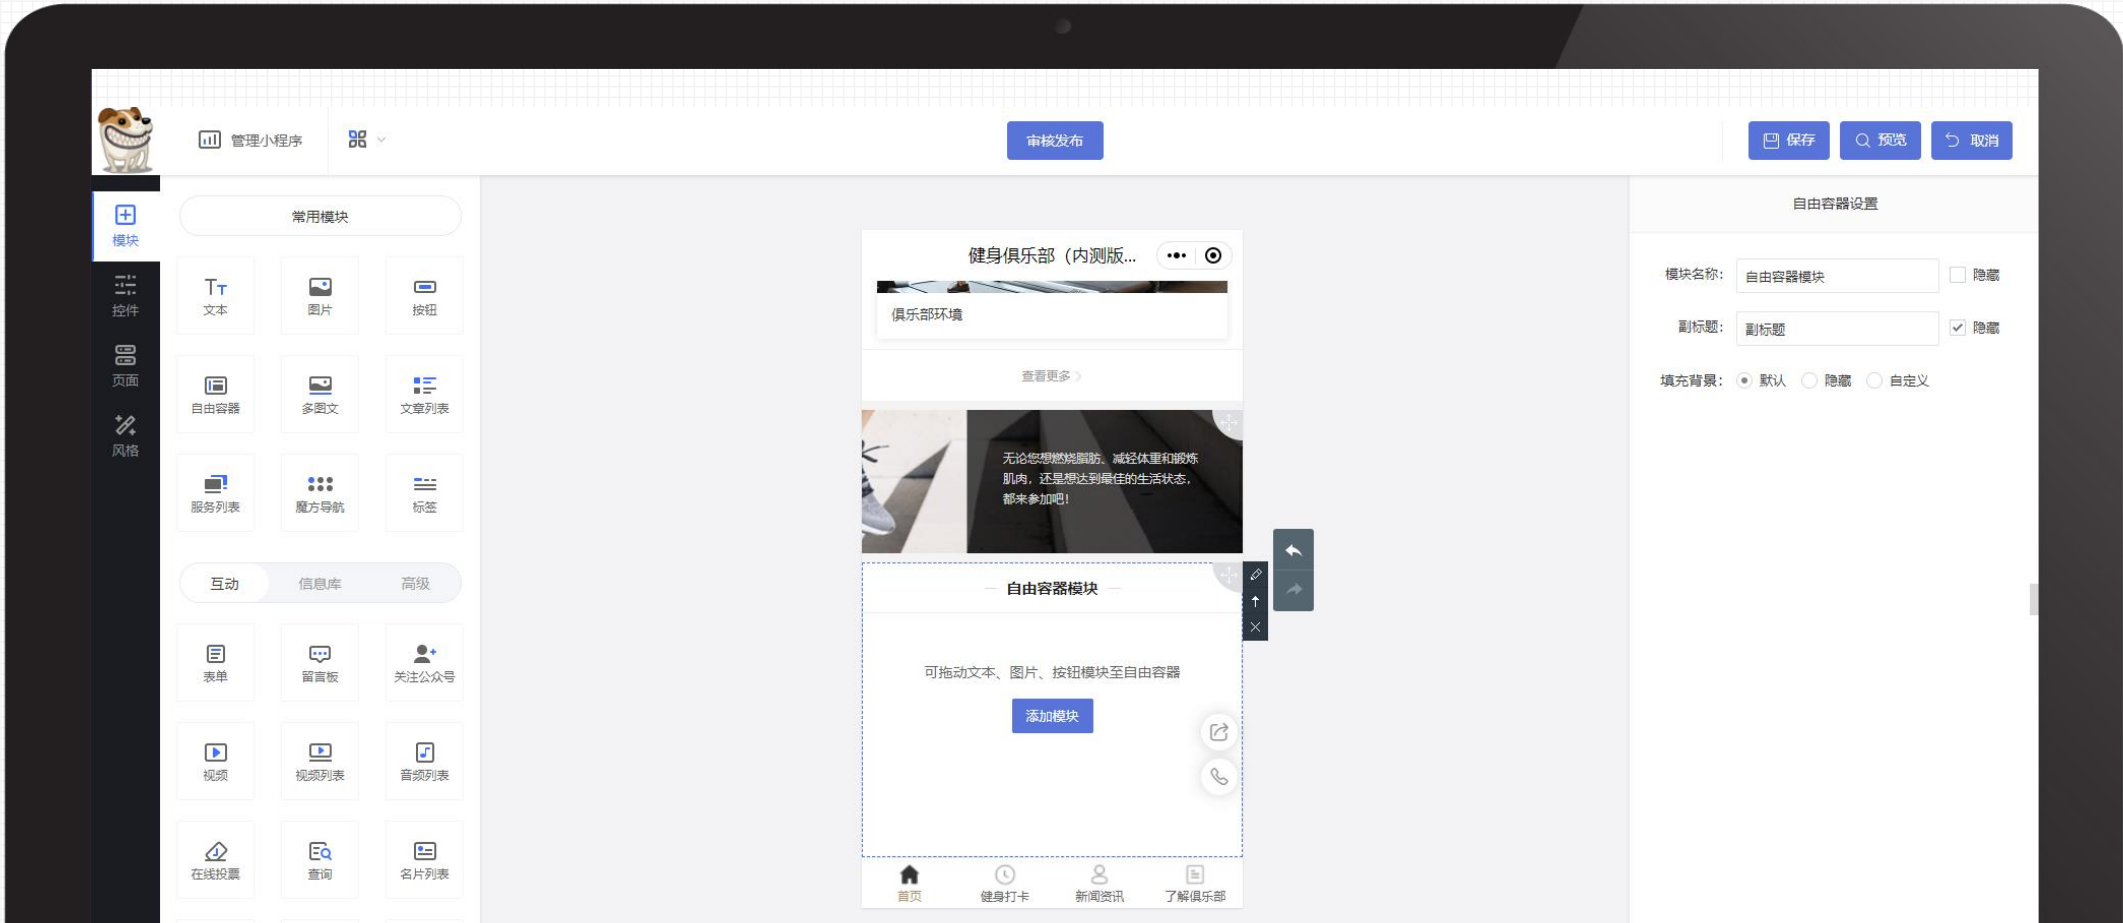 管理小程序
审核发布
保存
预览
取消
模块
控件
页面
风格
常用模块
文本
图片
按钮
自由容器
多图文
文章列表
服务列表
魔方导航
标签
互动
信息库
高级
表单
留言板
关注公众号
视频
视频列表
音频列表
在线投票
查询
名片列表
健身俱乐部（内测版...
俱乐部环境
查看更多
无论您想燃烧脂肪、减轻体重和锻炼
肌肉，还是想达到最佳的生活状态，
都来参加吧！
自由容器模块
可拖动文本、图片、按钮模块至自由容器
添加模块
首页
健身打卡
新闻资讯
了解俱乐部
自由容器设置
模块名称： 自由容器模块 隐藏
副标题： 副标题 隐藏
填充背景： 默认 隐藏 自定义